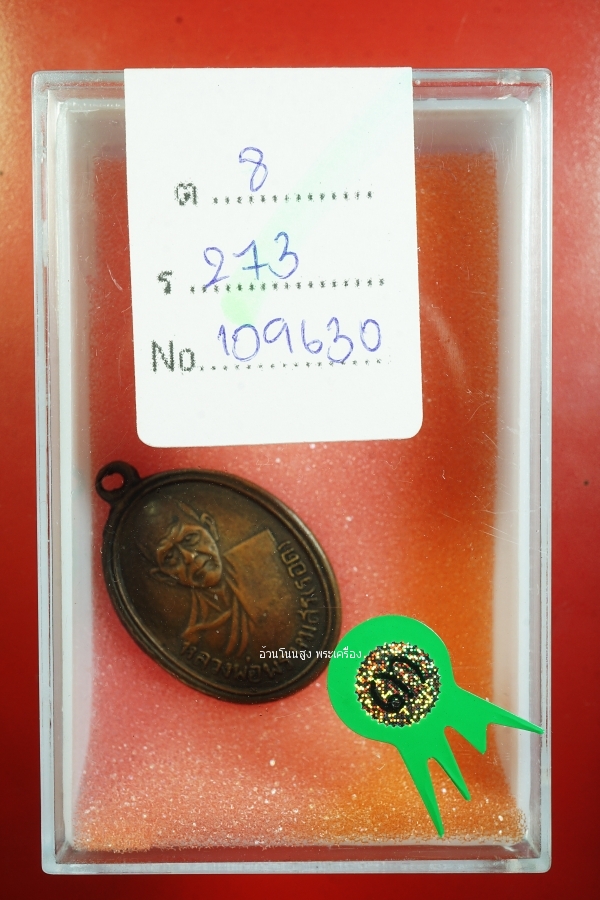 ต 8
ร 273
No. 109630
หลวงพ่อ
อ้วนโนนสูง พระเครื่อง